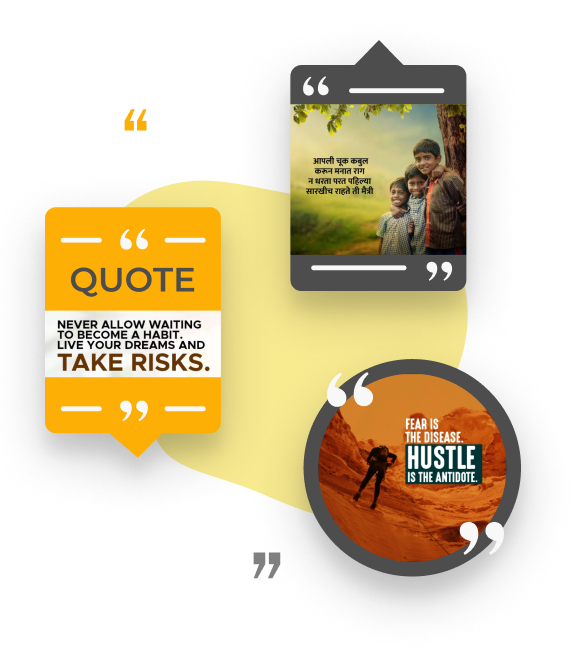 आपली चूक कबुल
करून मनात राग
न धरता परत पहिल्या
सारखीच राहते ती मैत्री
QUOTE
NEVER ALLOW WAITING
TO BECOME A HABIT.
LIVE YOUR DREAMS AND
TAKE RISKS.
FEAR IS
THE DISEASE.
HUSTLE
IS THE ANTIDOTE.